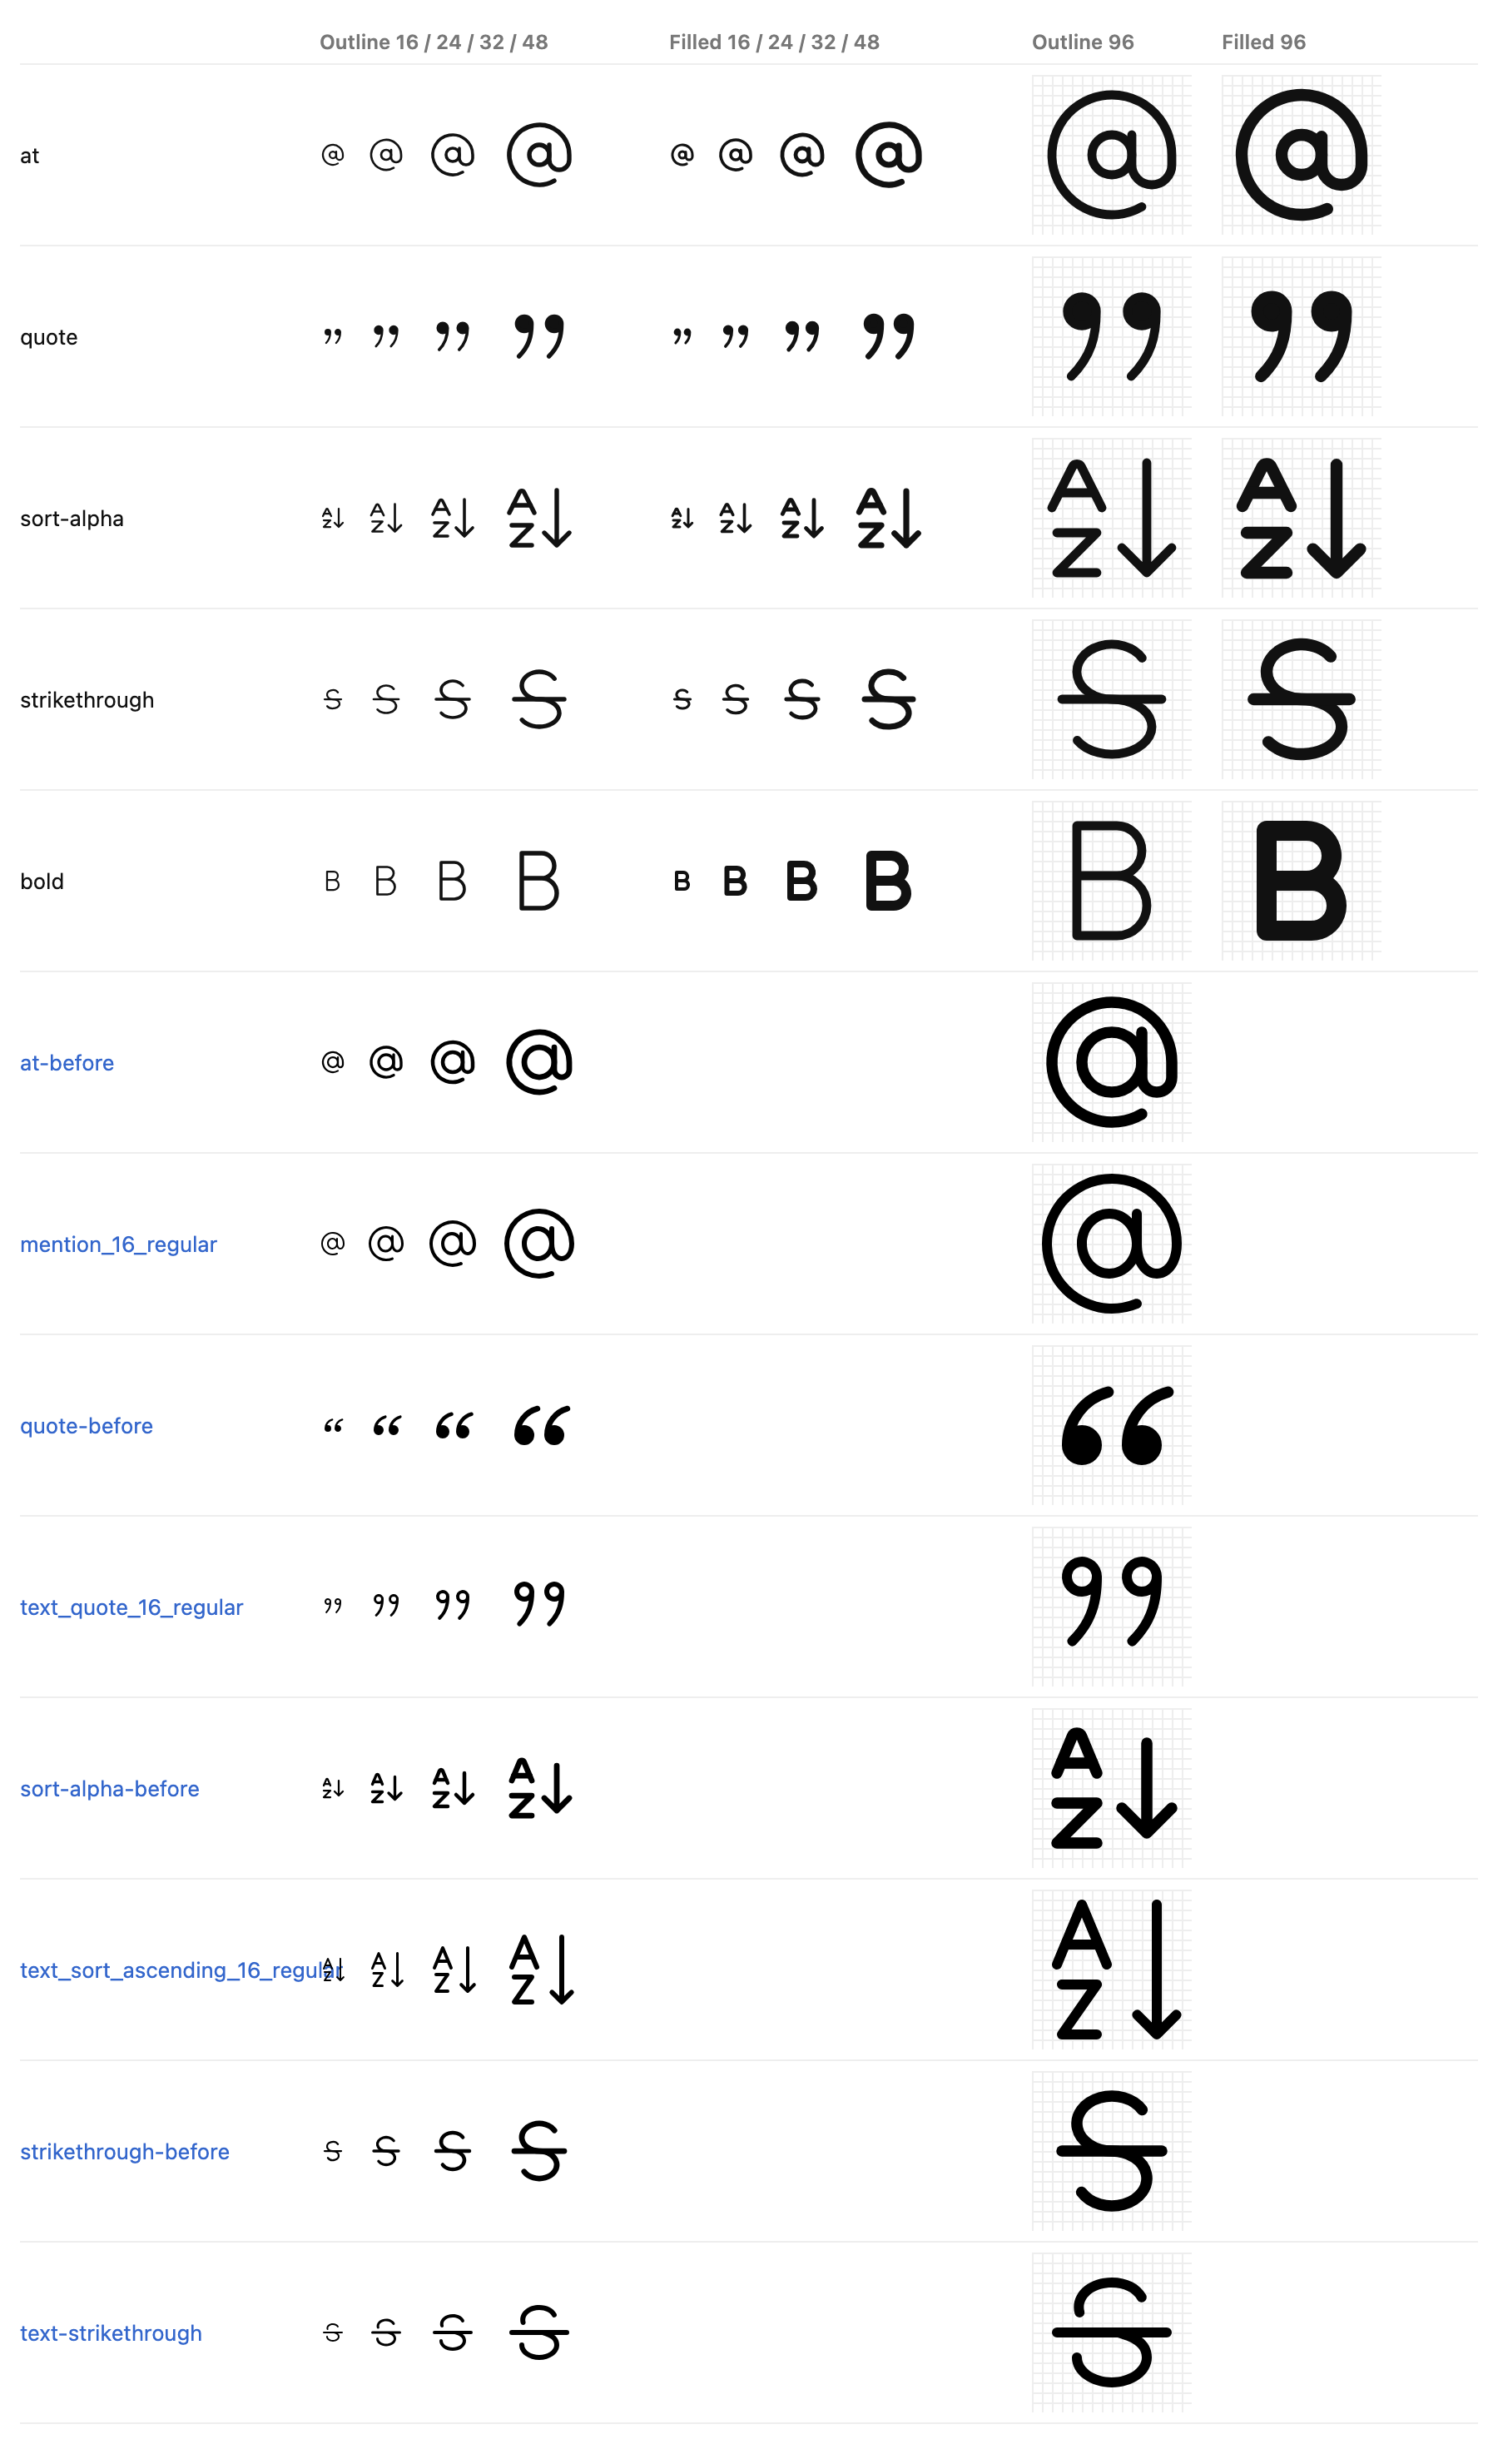 Outline 16 / 24 / 32 / 48 Filled 16 / 24 / 32 / 48 Outline 96 Filled 96
at
quote
sort-alpha
strikethrough
bold
at-before
mention_16_regular
quote-before
text_quote_16_regular
sort-alpha-before
text_sort_ascending_16_regular
strikethrough-before
text-strikethrough